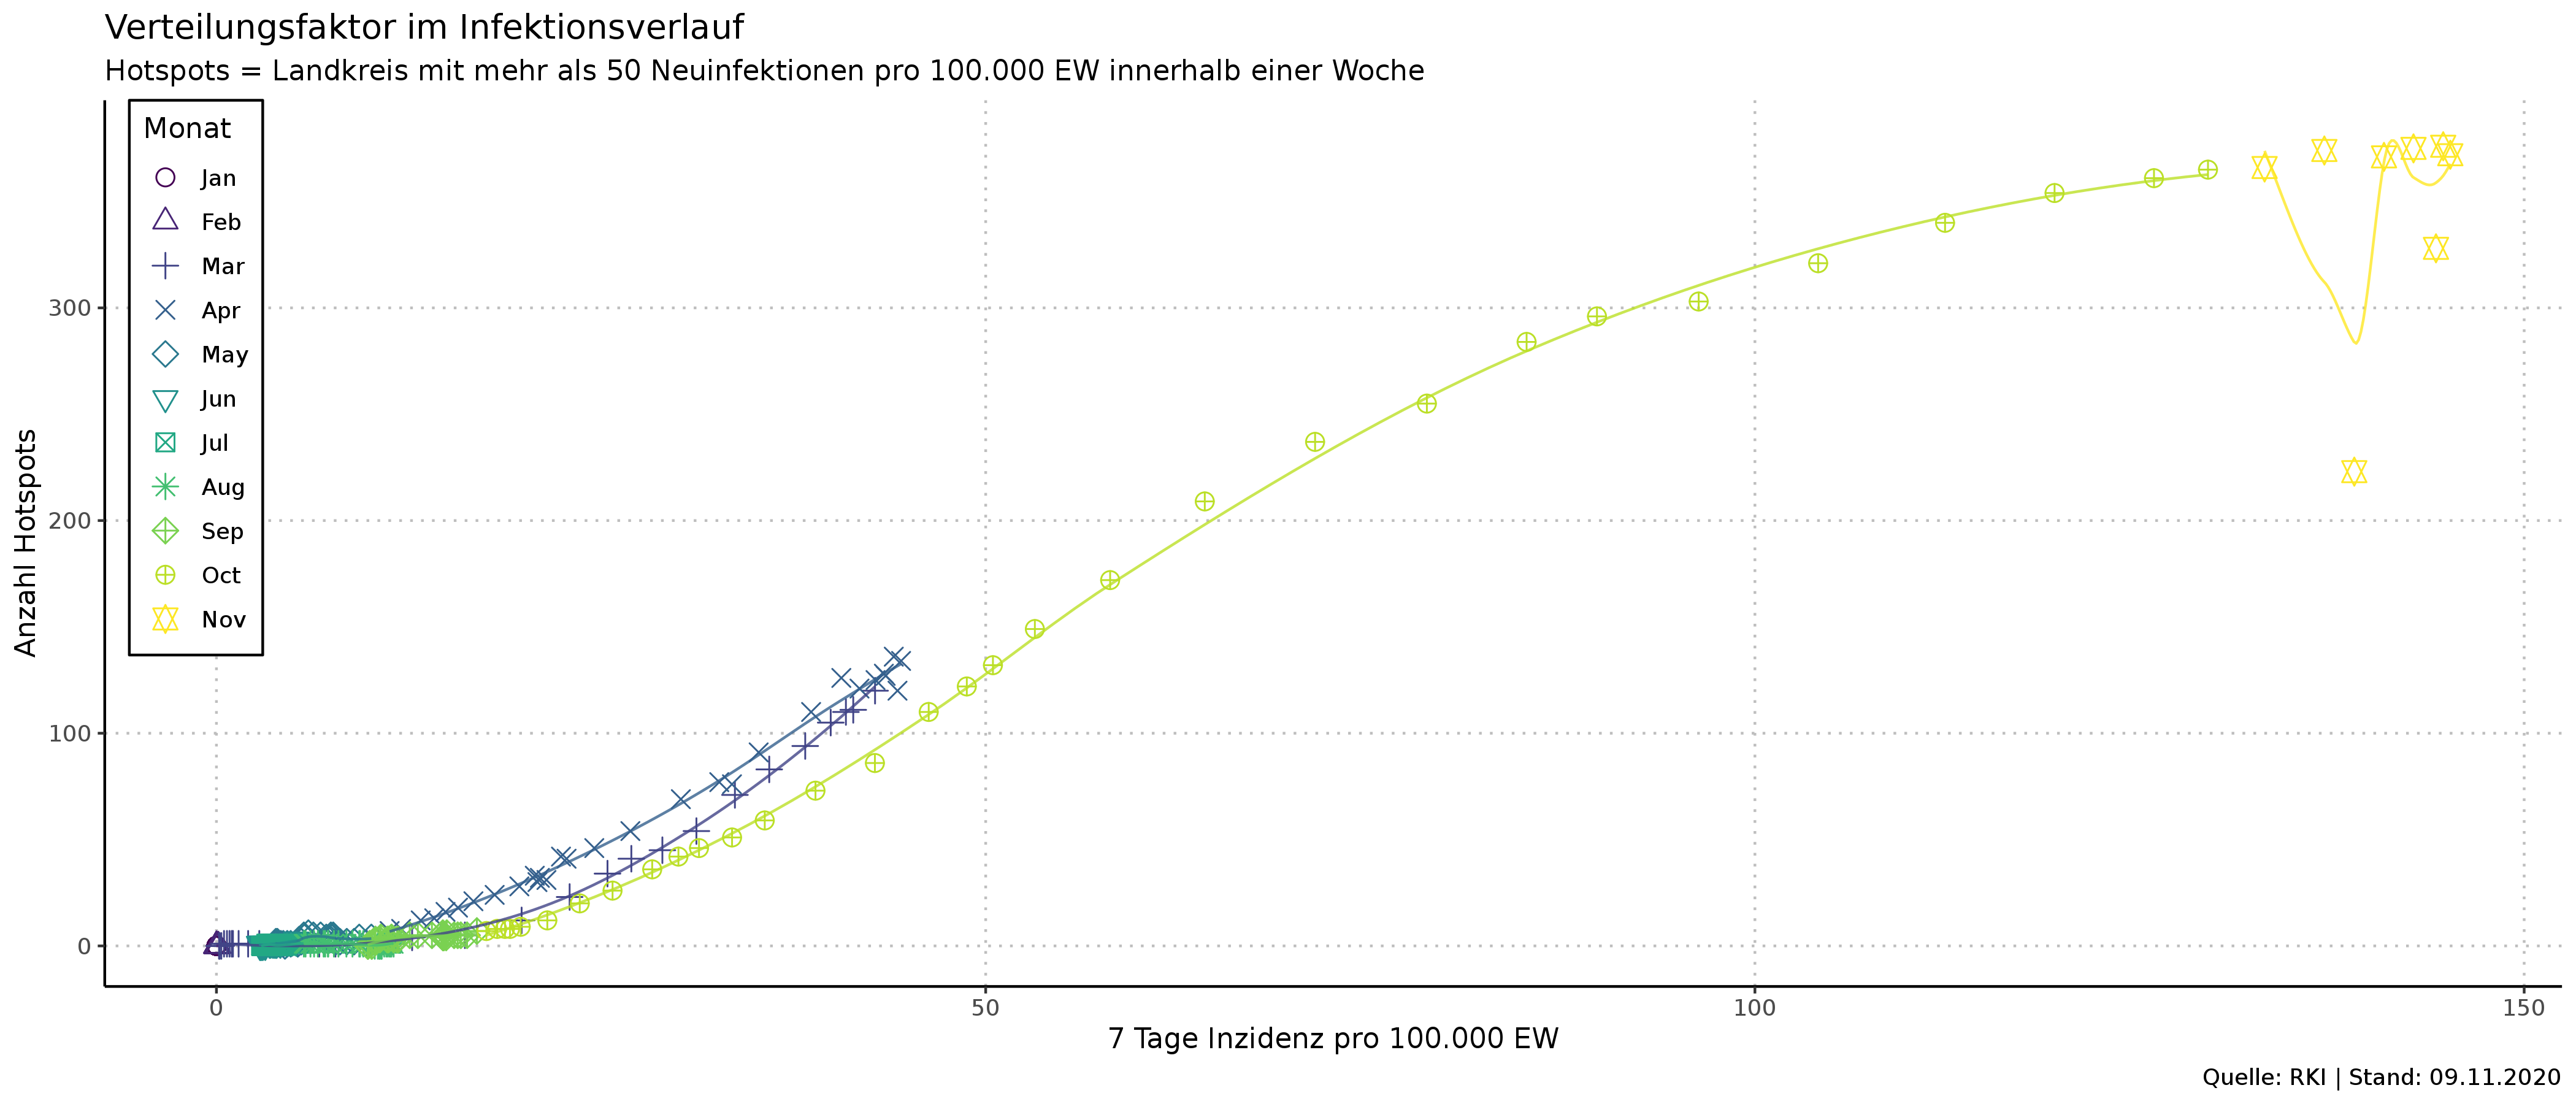 Verteilungsfaktor im Infektionsverlauf
Hotspots = Landkreis mit mehr als 50 Neuinfektionen pro 100.000 EW innerhalb einer Woche
Monat
Jan
Feb
Mar
Apr
May
Jun
Jul
Aug
Sep
Oct
Nov
Anzahl Hotspots
300
200
100
0
0
50
100
150
7 Tage Inzidenz pro 100.000 EW
Quelle: RKI | Stand: 09.11.2020